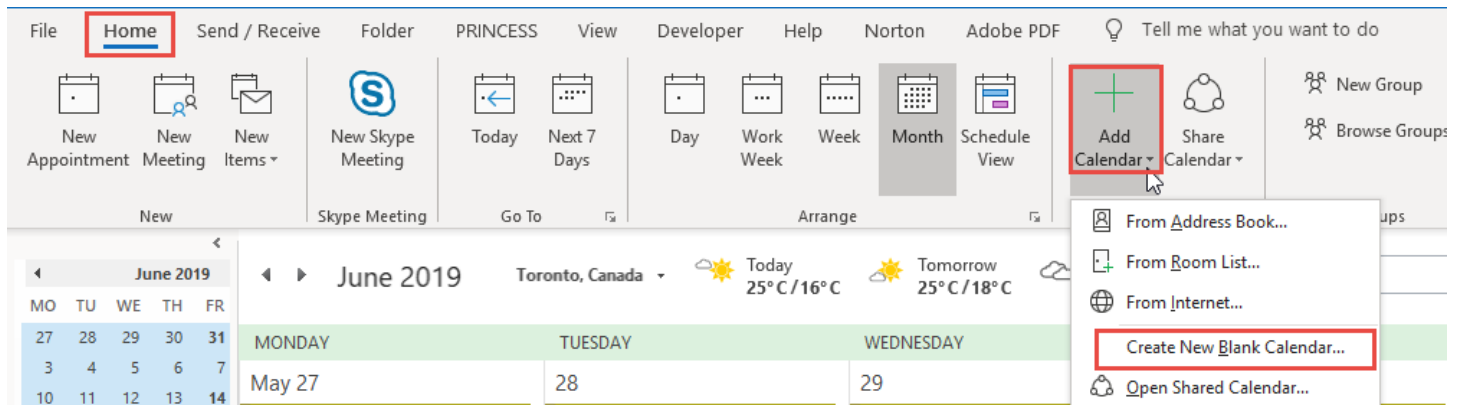 File Home Send / Receive Folder PRINCESS View Developer Help Norton Adobe PDF Tell me what you want to do
New Appointment
New Meeting
New Items
New Skype Meeting
Today
Next 7 Days
Day
Work Week
Week
Month
Schedule View
Add Calendar
Share Calendar
New Group
Browse Groups
New Skype Meeting Go To Arrange ups
From Address Book...
From Room List...
From Internet...
Create New Blank Calendar...
Open Shared Calendar...
June 2019
MO TU WE TH FR
27 28 29 30 31
3 4 5 6 7
10 11 12 13 14
June 2019
Toronto, Canada
Today
25°C/16°C
Tomorrow
25°C/18°C
MONDAY TUESDAY WEDNESDAY
May 27 28 29